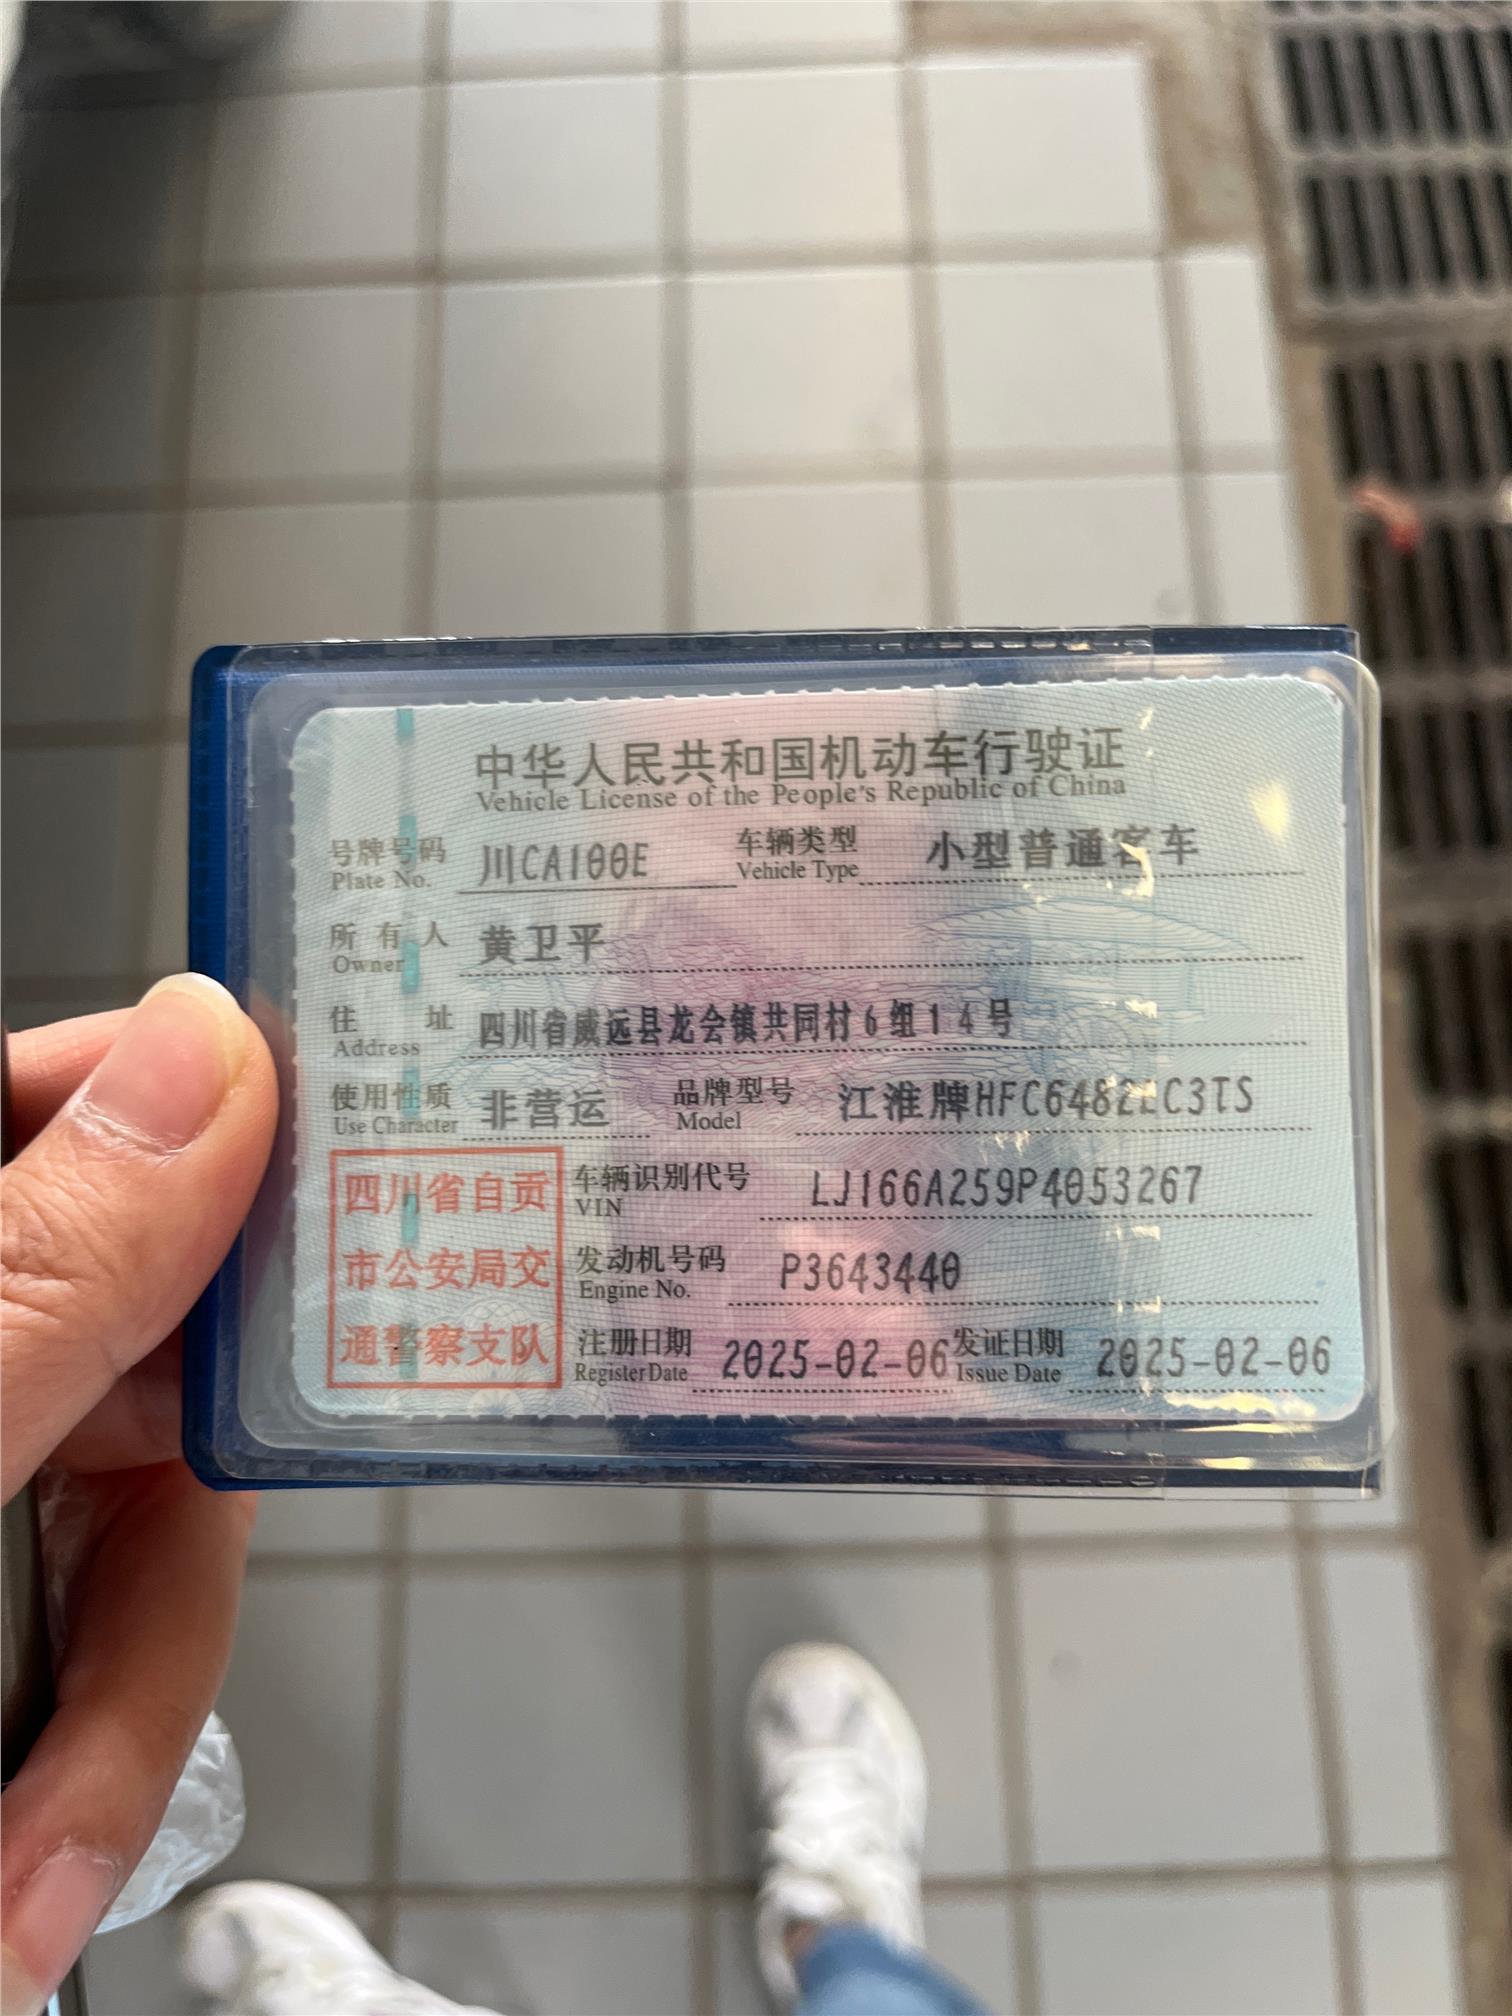 中华人民共和国机动车行驶证
Vehicle License of the People's Republic of China
号牌号码 川CA100E 车辆类型 小型普通客车
Plate No. Vehicle Type
所有人 黄卫平
Owner
住址 四川省威远县龙会镇共同村6组14号
Address
使用性质 非营运 品牌型号 江淮牌HFC6482EC3TS
Use Character Model
四川省自贡
市公安局交
通警察支队
车辆识别代号 LJ166A259P4053267
VIN
发动机号码 P3643440
Engine No.
注册日期 2025-02-06 发证日期 2025-02-06
Register Date Issue Date